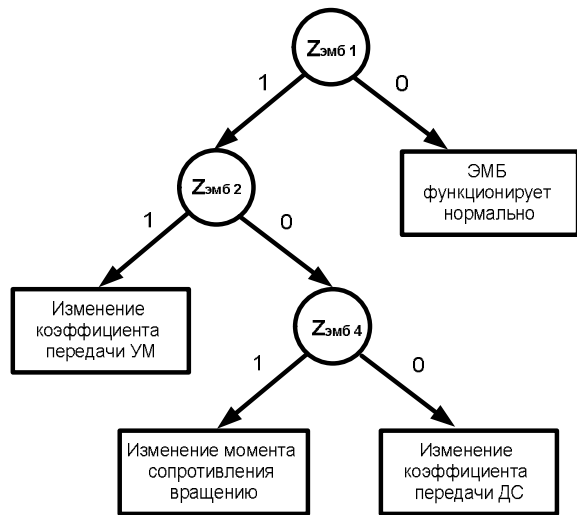 Zэмб 1
1
0
Zэмб 2
ЭМБ
функционирует
нормально
1
0
Изменение
коэффициента
передачи УМ
Zэмб 4
1
0
Изменение момента
сопротивления
вращению
Изменение
коэффициента
передачи ДС